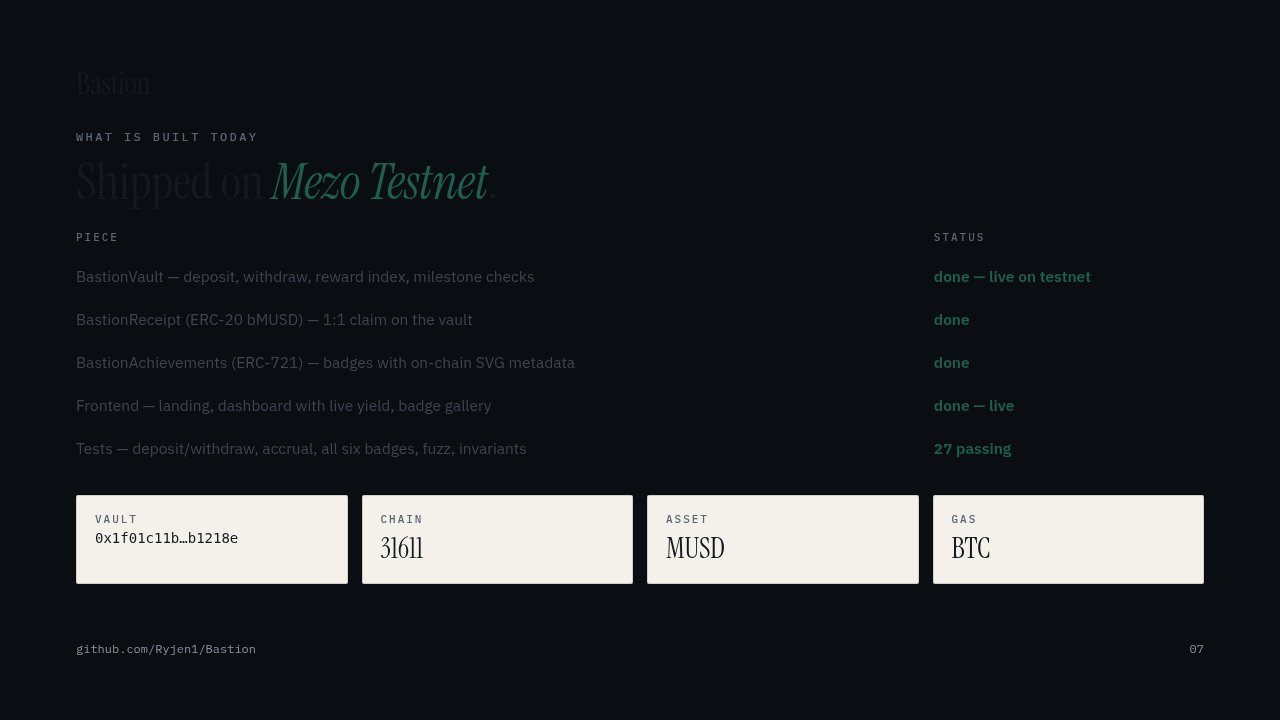 Bastion
WHAT IS BUILT TODAY
Shipped on Mezo Testnet.
PIECE STATUS
BastionVault — deposit, withdraw, reward index, milestone checks done — live on testnet
BastionReceipt (ERC-20 bMUSD) — 1:1 claim on the vault done
BastionAchievements (ERC-721) — badges with on-chain SVG metadata done
Frontend — landing, dashboard with live yield, badge gallery done — live
Tests — deposit/withdraw, accrual, all six badges, fuzz, invariants 27 passing
VAULT CHAIN ASSET GAS
0x1f01c11b…b1218e 31611 MUSD BTC
github.com/Ryjen1/Bastion 07